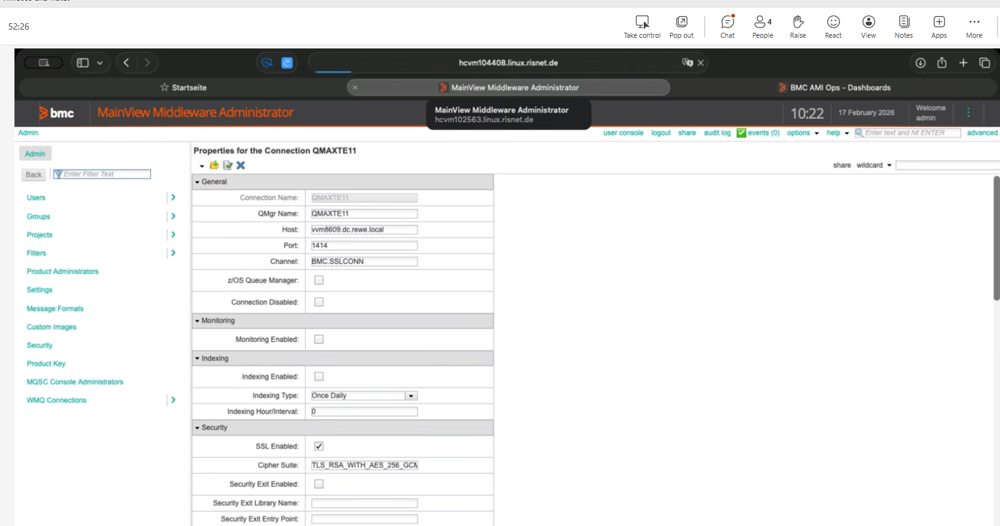 52:26
Take control
Pop out
Chat
4
People
Raise
React
View
Notes
Apps
More
hcvm104408.linux.risnet.de
Startseite
MainView Middleware Administrator
BMC AMI Ops - Dashboards
bmc
MainView Middleware Administrator
MainView Middleware Administrator
hcvm102563.linux.risnet.de
10:22
17 February 2026
Welcome
admin
Admin
user console
logout
share
audit log
events (0)
options
help
Enter text and hit ENTER
advanced
Admin
Back
Enter Filter Text
Users
Groups
Projects
Filters
Product Administrators
Settings
Message Formats
Custom Images
Security
Product Key
MQSC Console Administrators
WMQ Connections
Properties for the Connection QMAXTE11
share
wildcard
General
Connection Name: QMAXTE11
QMgr Name: QMAXTE11
Host: vvm8609.dc.rewe.local
Port: 1414
Channel: BMC.SSLCONN
z/OS Queue Manager:
Connection Disabled:
Monitoring
Monitoring Enabled:
Indexing
Indexing Enabled:
Indexing Type: Once Daily
Indexing Hour/Interval: 0
Security
SSL Enabled:
Cipher Suite: TLS_RSA_WITH_AES_256_GCM
Security Exit Enabled:
Security Exit Library Name:
Security Exit Entry Point: